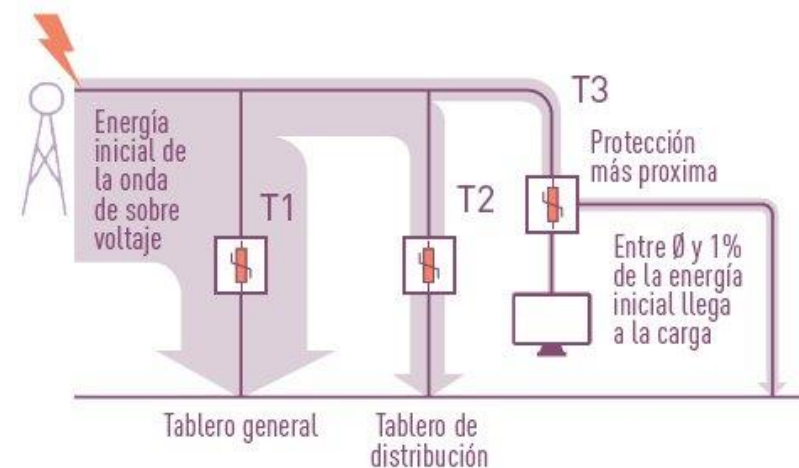 Energía
inicial de
la onda
de sobre
voltaje
T1
T2
T3
Protección
más proxima
Entre Ø y 1%
de la energía
inicial llega
a la carga
Tablero general
Tablero de
distribución